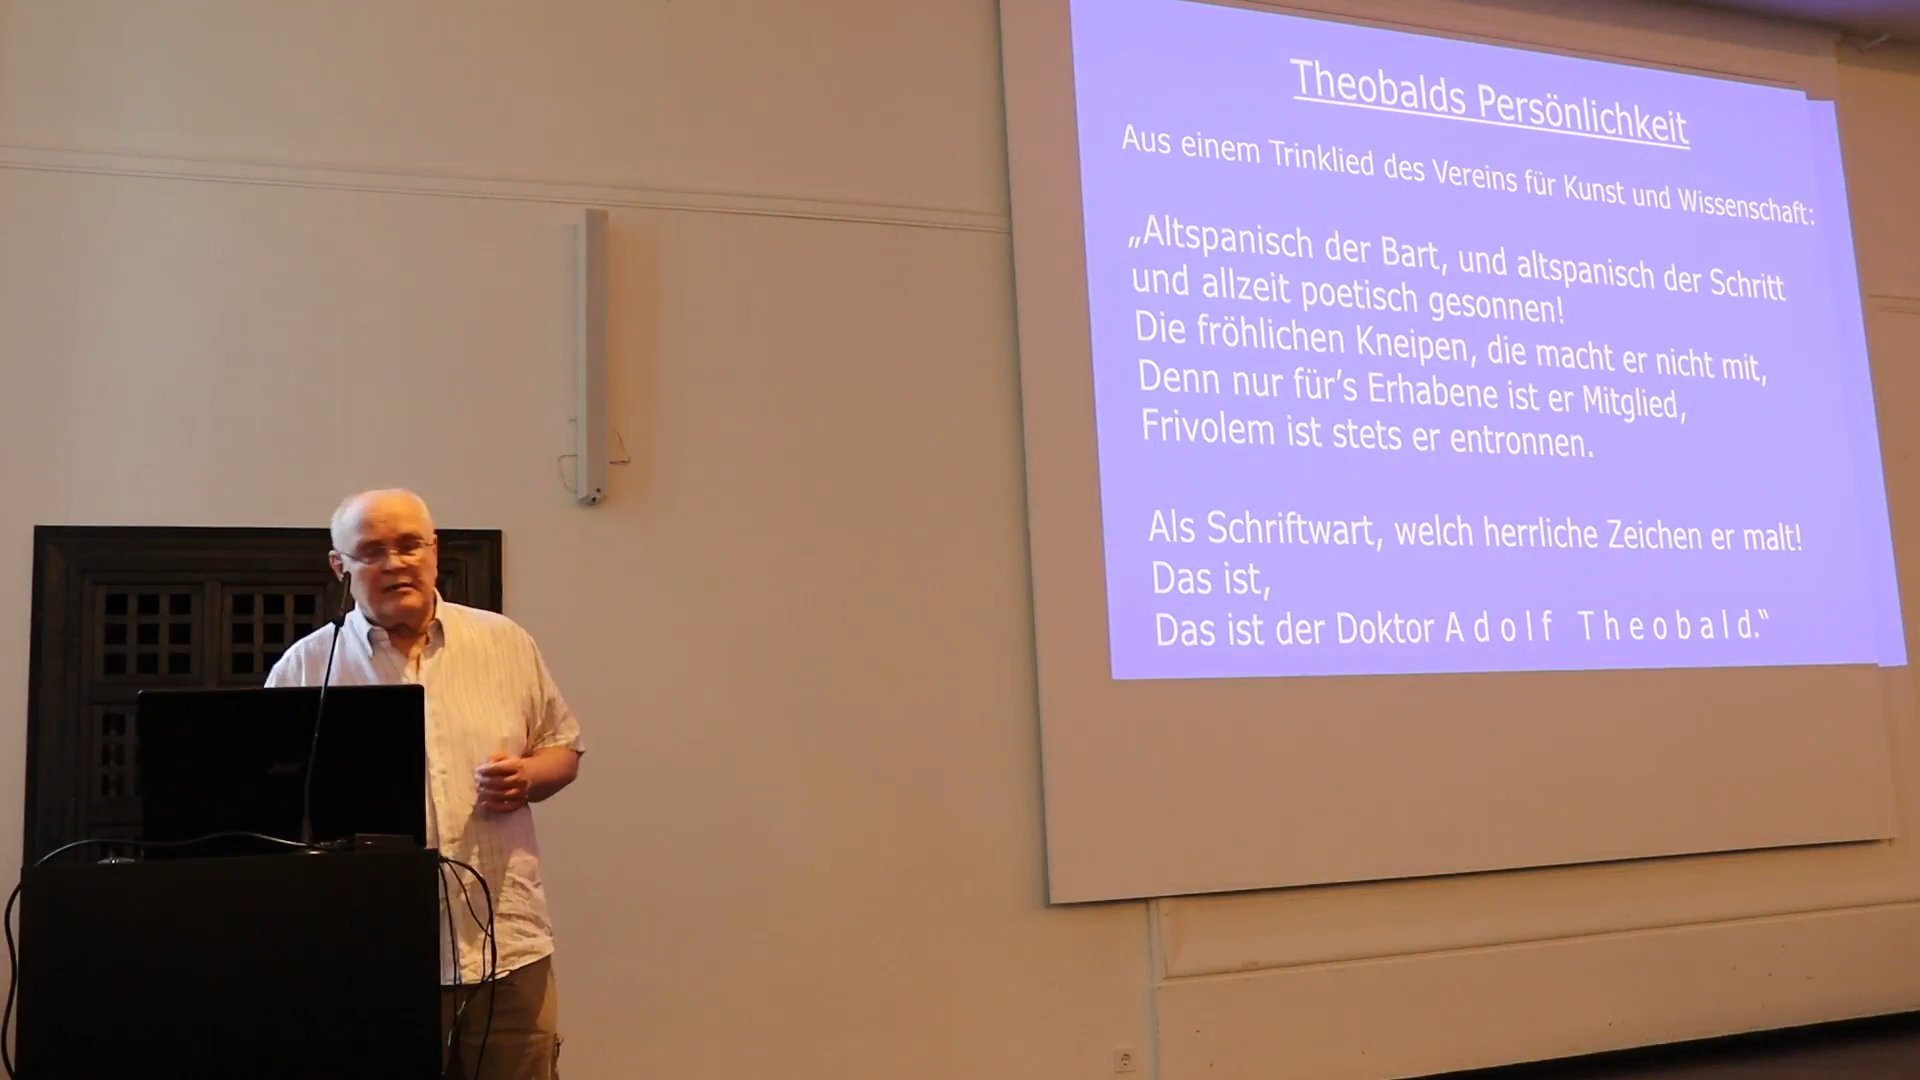 Theobalds Persönlichkeit
Aus einem Trinklied des Vereins für Kunst und Wissenschaft:
„Altspanisch der Bart, und altspanisch der Schritt
und allzeit poetisch gesonnen!
Die fröhlichen Kneipen, die macht er nicht mit,
Denn nur für’s Erhabene ist er Mitglied,
Frivolem ist stets er entronnen.
Als Schriftwart, welch herrliche Zeichen er malt!
Das ist,
Das ist der Doktor A d o l f T h e o b a l d.“